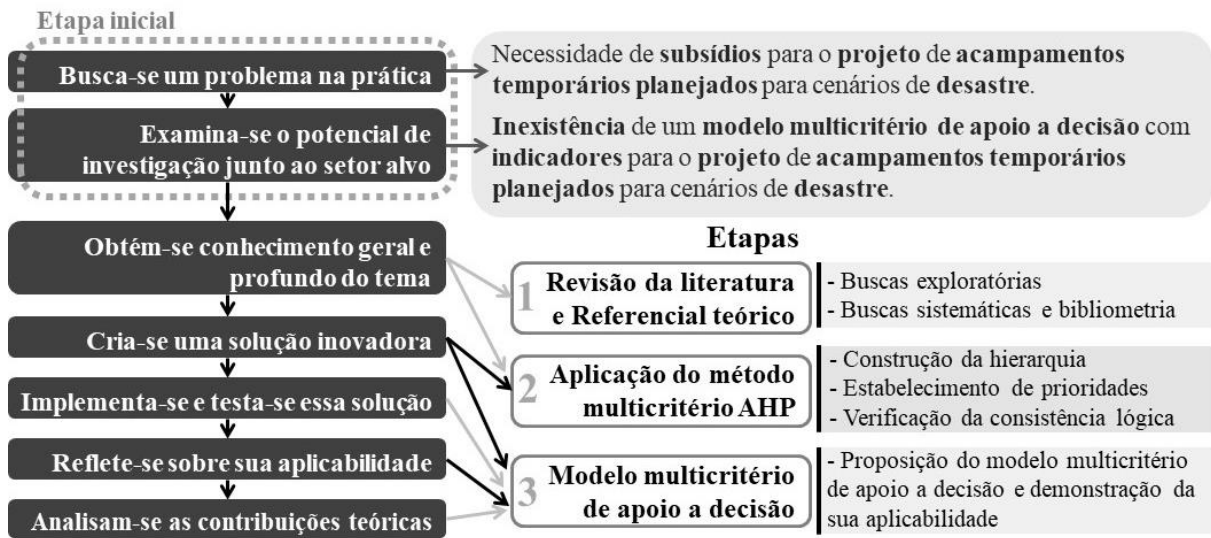 Etapa inicial
Busca-se um problema na prática
Necessidade de subsídios para o projeto de acampamentos
temporários planejados para cenários de desastre.
Examina-se o potencial de
investigação junto ao setor alvo
Inexistência de um modelo multicritério de apoio a decisão com
indicadores para o projeto de acampamentos temporários
planejados para cenários de desastre.
Obtém-se conhecimento geral e
profundo do tema
Cria-se uma solução inovadora
Implementa-se e testa-se essa solução
Reflete-se sobre sua aplicabilidade
Analisam-se as contribuições teóricas
Etapas
1
Revisão da literatura
e Referencial teórico
- Buscas exploratórias
- Buscas sistemáticas e bibliometria
2
Aplicação do método
multicritério AHP
- Construção da hierarquia
- Estabelecimento de prioridades
- Verificação da consistência lógica
3
Modelo multicritério
de apoio a decisão
- Proposição do modelo multicritério
de apoio a decisão e demonstração da
sua aplicabilidade